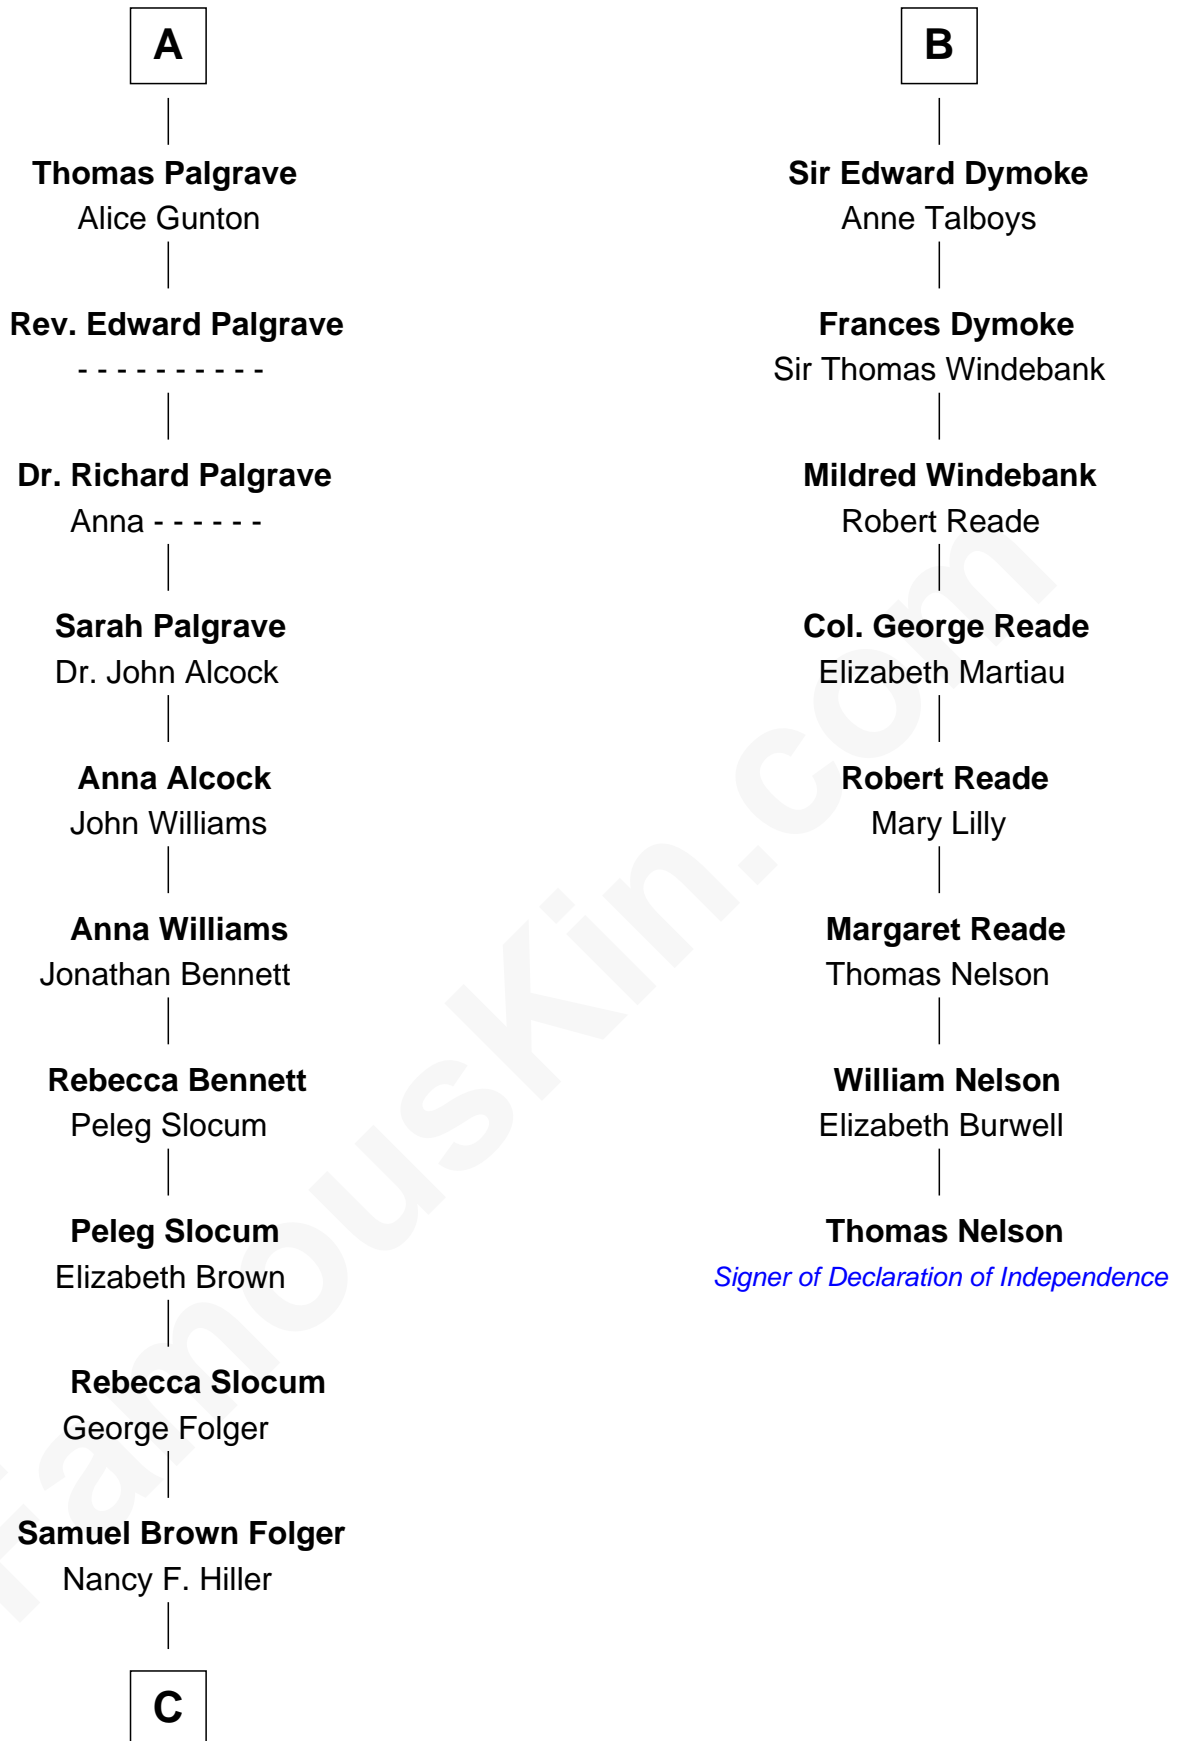 A
Thomas Palgrave
Alice Gunton
Rev. Edward Palgrave
- - - - - - - - - -
Dr. Richard Palgrave
Anna - - - - - -
Sarah Palgrave
Dr. John Alcock
Anna Alcock
John Williams
Anna Williams
Jonathan Bennett
Rebecca Bennett
Peleg Slocum
Peleg Slocum
Elizabeth Brown
Rebecca Slocum
George Folger
Samuel Brown Folger
Nancy F. Hiller
C
B
Sir Edward Dymoke
Anne Talboys
Frances Dymoke
Sir Thomas Windebank
Mildred Windebank
Robert Reade
Col. George Reade
Elizabeth Martiau
Robert Reade
Mary Lilly
Margaret Reade
Thomas Nelson
William Nelson
Elizabeth Burwell
Thomas Nelson
Signer of Declaration of Independence
FamousKin.com